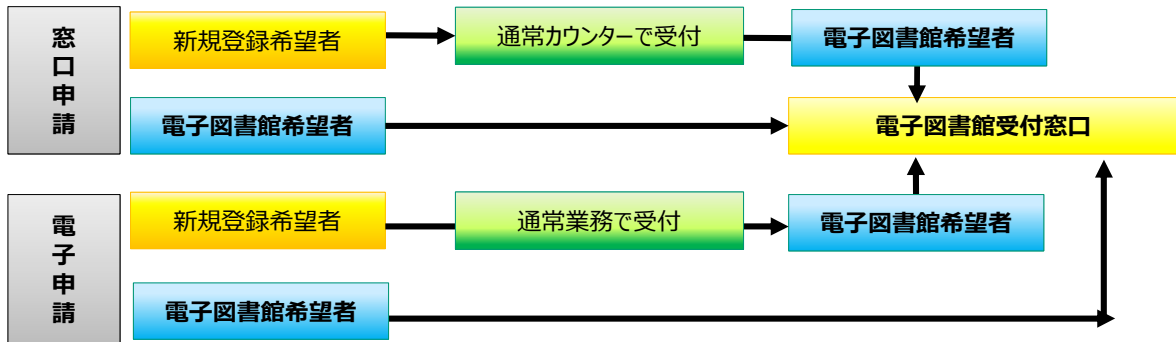 窓口申請
新規登録希望者
通常カウンターで受付
電子図書館希望者
電子図書館希望者
電子図書館受付窓口
電子申請
新規登録希望者
通常業務で受付
電子図書館希望者
電子図書館希望者